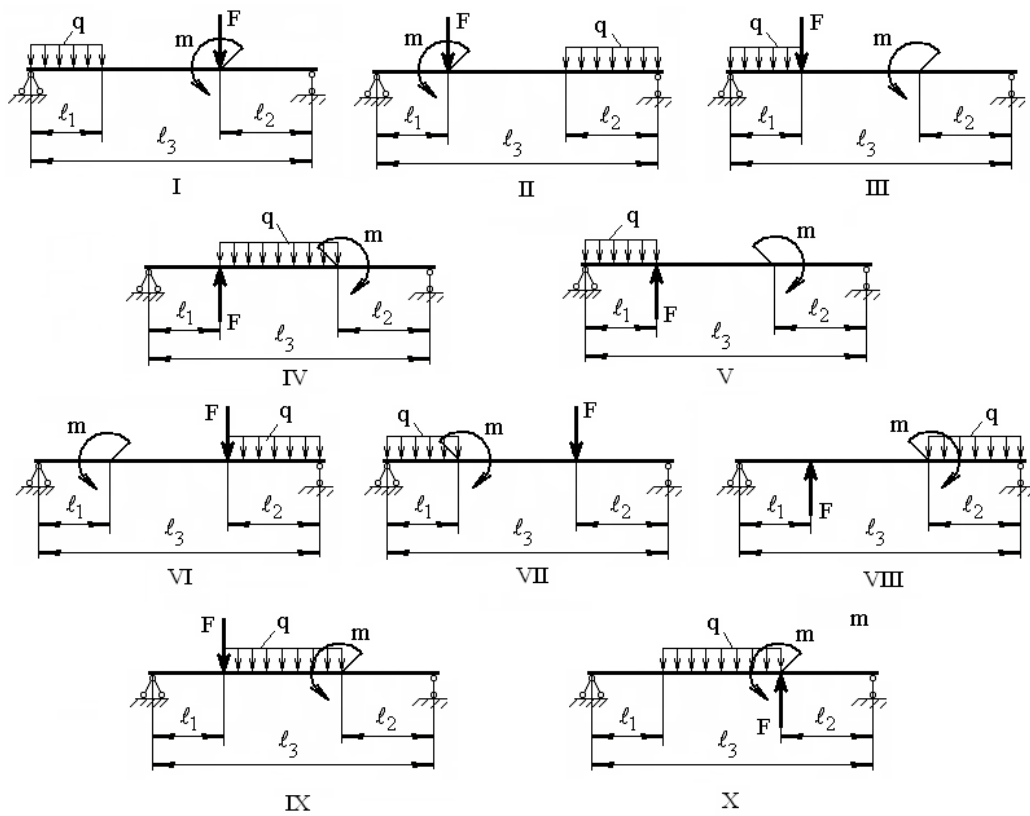 q F m
ℓ1 ℓ2
ℓ3
I
m F q
ℓ1 ℓ2
ℓ3
II
q F m
ℓ1 ℓ2
ℓ3
III
q m
ℓ1 F ℓ2
ℓ3
IV
q m
ℓ1 F ℓ2
ℓ3
V
m F q
ℓ1 ℓ2
ℓ3
VI
q m F
ℓ1 ℓ2
ℓ3
VII
m q
ℓ1 F ℓ2
ℓ3
VIII
F q m
ℓ1 ℓ2
ℓ3
IX
q m m
ℓ1 F ℓ2
ℓ3
X